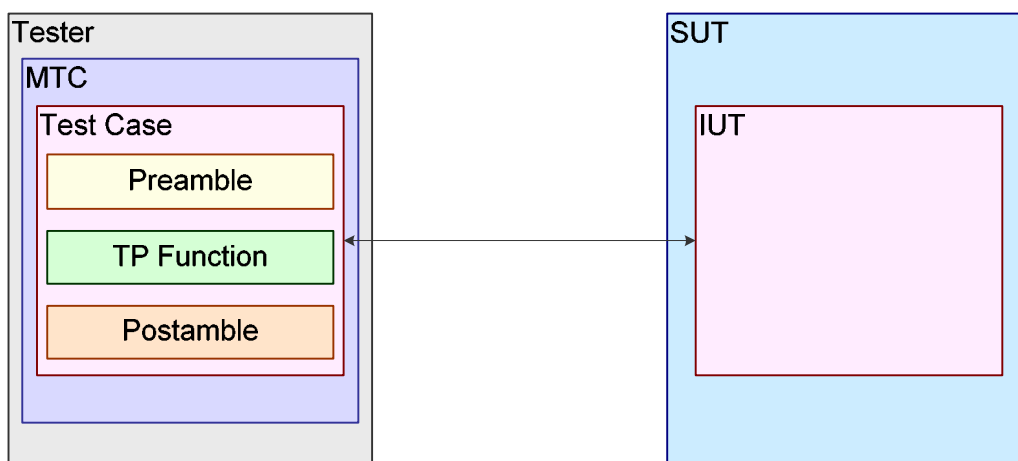 Tester
MTC
Test Case
Preamble
TP Function
Postamble
SUT
IUT